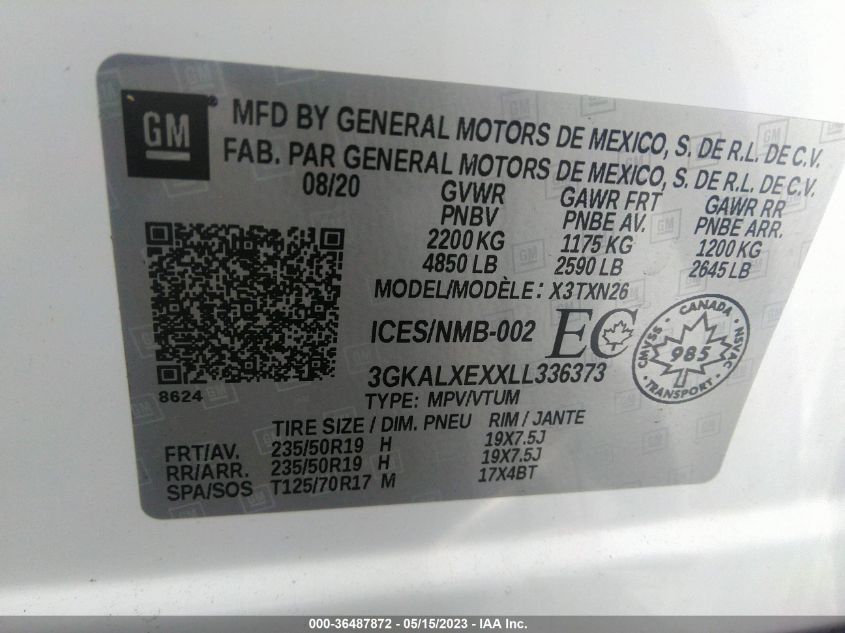 GM ® MFD BY GENERAL MOTORS DE MEXICO, S. DE R.L. DE C.V.
FAB. PAR GENERAL MOTORS DE MEXICO, S. DE R.L. DE C.V.
08/20 GVWR GAWR FRT GAWR RR
PNBV PNBE AV. PNBE ARR.
2200 KG 1175 KG 1200 KG
4850 LB 2590 LB 2645 LB
MODEL/MODÈLE: X3TXN26
ICES/NMB-002 EC
CANADA
CMVSS 985 NSVAC
TRANSPORT
3GKALXEXXLL336373
8624 TYPE: MPV/VTUM
TIRE SIZE / DIM. PNEU RIM / JANTE
FRT/AV. 235/50R19 H 19X7.5J
RR/ARR. 235/50R19 H 19X7.5J
SPA/SOS T125/70R17 M 17X4BT
000-36487872 - 05/15/2023 - IAA Inc.